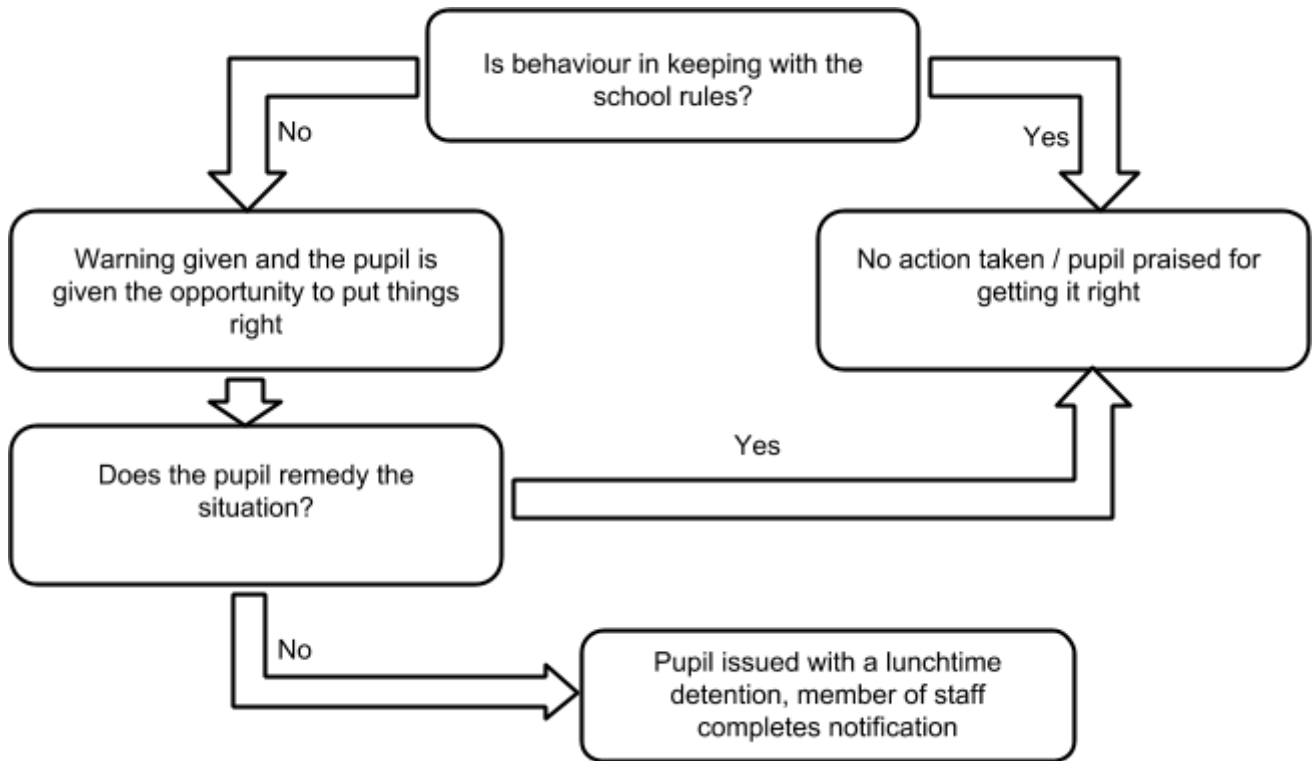 Is behaviour in keeping with the
school rules?
No
Yes
Warning given and the pupil is
given the opportunity to put things
right
No action taken / pupil praised for
getting it right
Does the pupil remedy the
situation?
Yes
No
Pupil issued with a lunchtime
detention, member of staff
completes notification